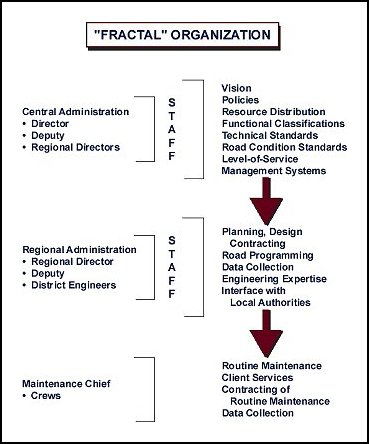 "FRACTAL" ORGANIZATION
Central Administration
• Director
• Deputy
• Regional Directors
STAFF
Vision
Policies
Resource Distribution
Functional Classifications
Technical Standards
Road Condition Standards
Level-of-Service
Management Systems
Regional Administration
• Regional Director
• Deputy
• District Engineers
STAFF
Planning, Design
Contracting
Road Programming
Data Collection
Engineering Expertise
Interface with
Local Authorities
Maintenance Chief
• Crews
Routine Maintenance
Client Services
Contracting of
Routine Maintenance
Data Collection